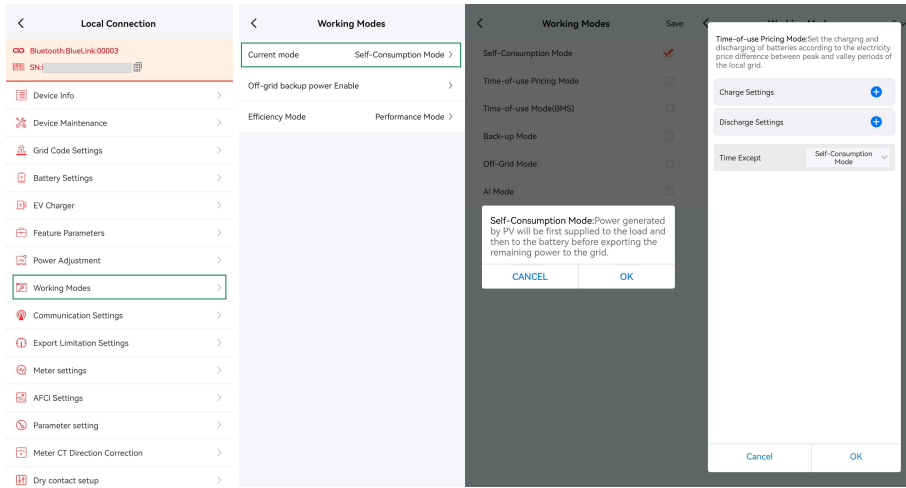 Local Connection
Bluetooth:BlueLink:00003
SN:
Device Info
Device Maintenance
Grid Code Settings
Battery Settings
EV Charger
Feature Parameters
Power Adjustment
Working Modes
Communication Settings
Export Limitation Settings
Meter settings
AFCI Settings
Parameter setting
Meter CT Direction Correction
Dry contact setup
Working Modes
Current mode Self-Consumption Mode
Off-grid backup power Enable
Efficiency Mode Performance Mode
Working Modes Save
Self-Consumption Mode
Time-of-use Pricing Mode
Time-of-use Mode(BMS)
Back-up Mode
Off-Grid Mode
AI Mode
Self-Consumption Mode:Power generated
by PV will be first supplied to the load and
then to the battery before exporting the
remaining power to the grid.
CANCEL OK
Time-of-use Pricing Mode:Set the charging and
discharging of batteries according to the electricity
price difference between peak and valley periods of
the local grid.
Charge Settings
Discharge Settings
Time Except Self-Consumption
Mode
Cancel OK